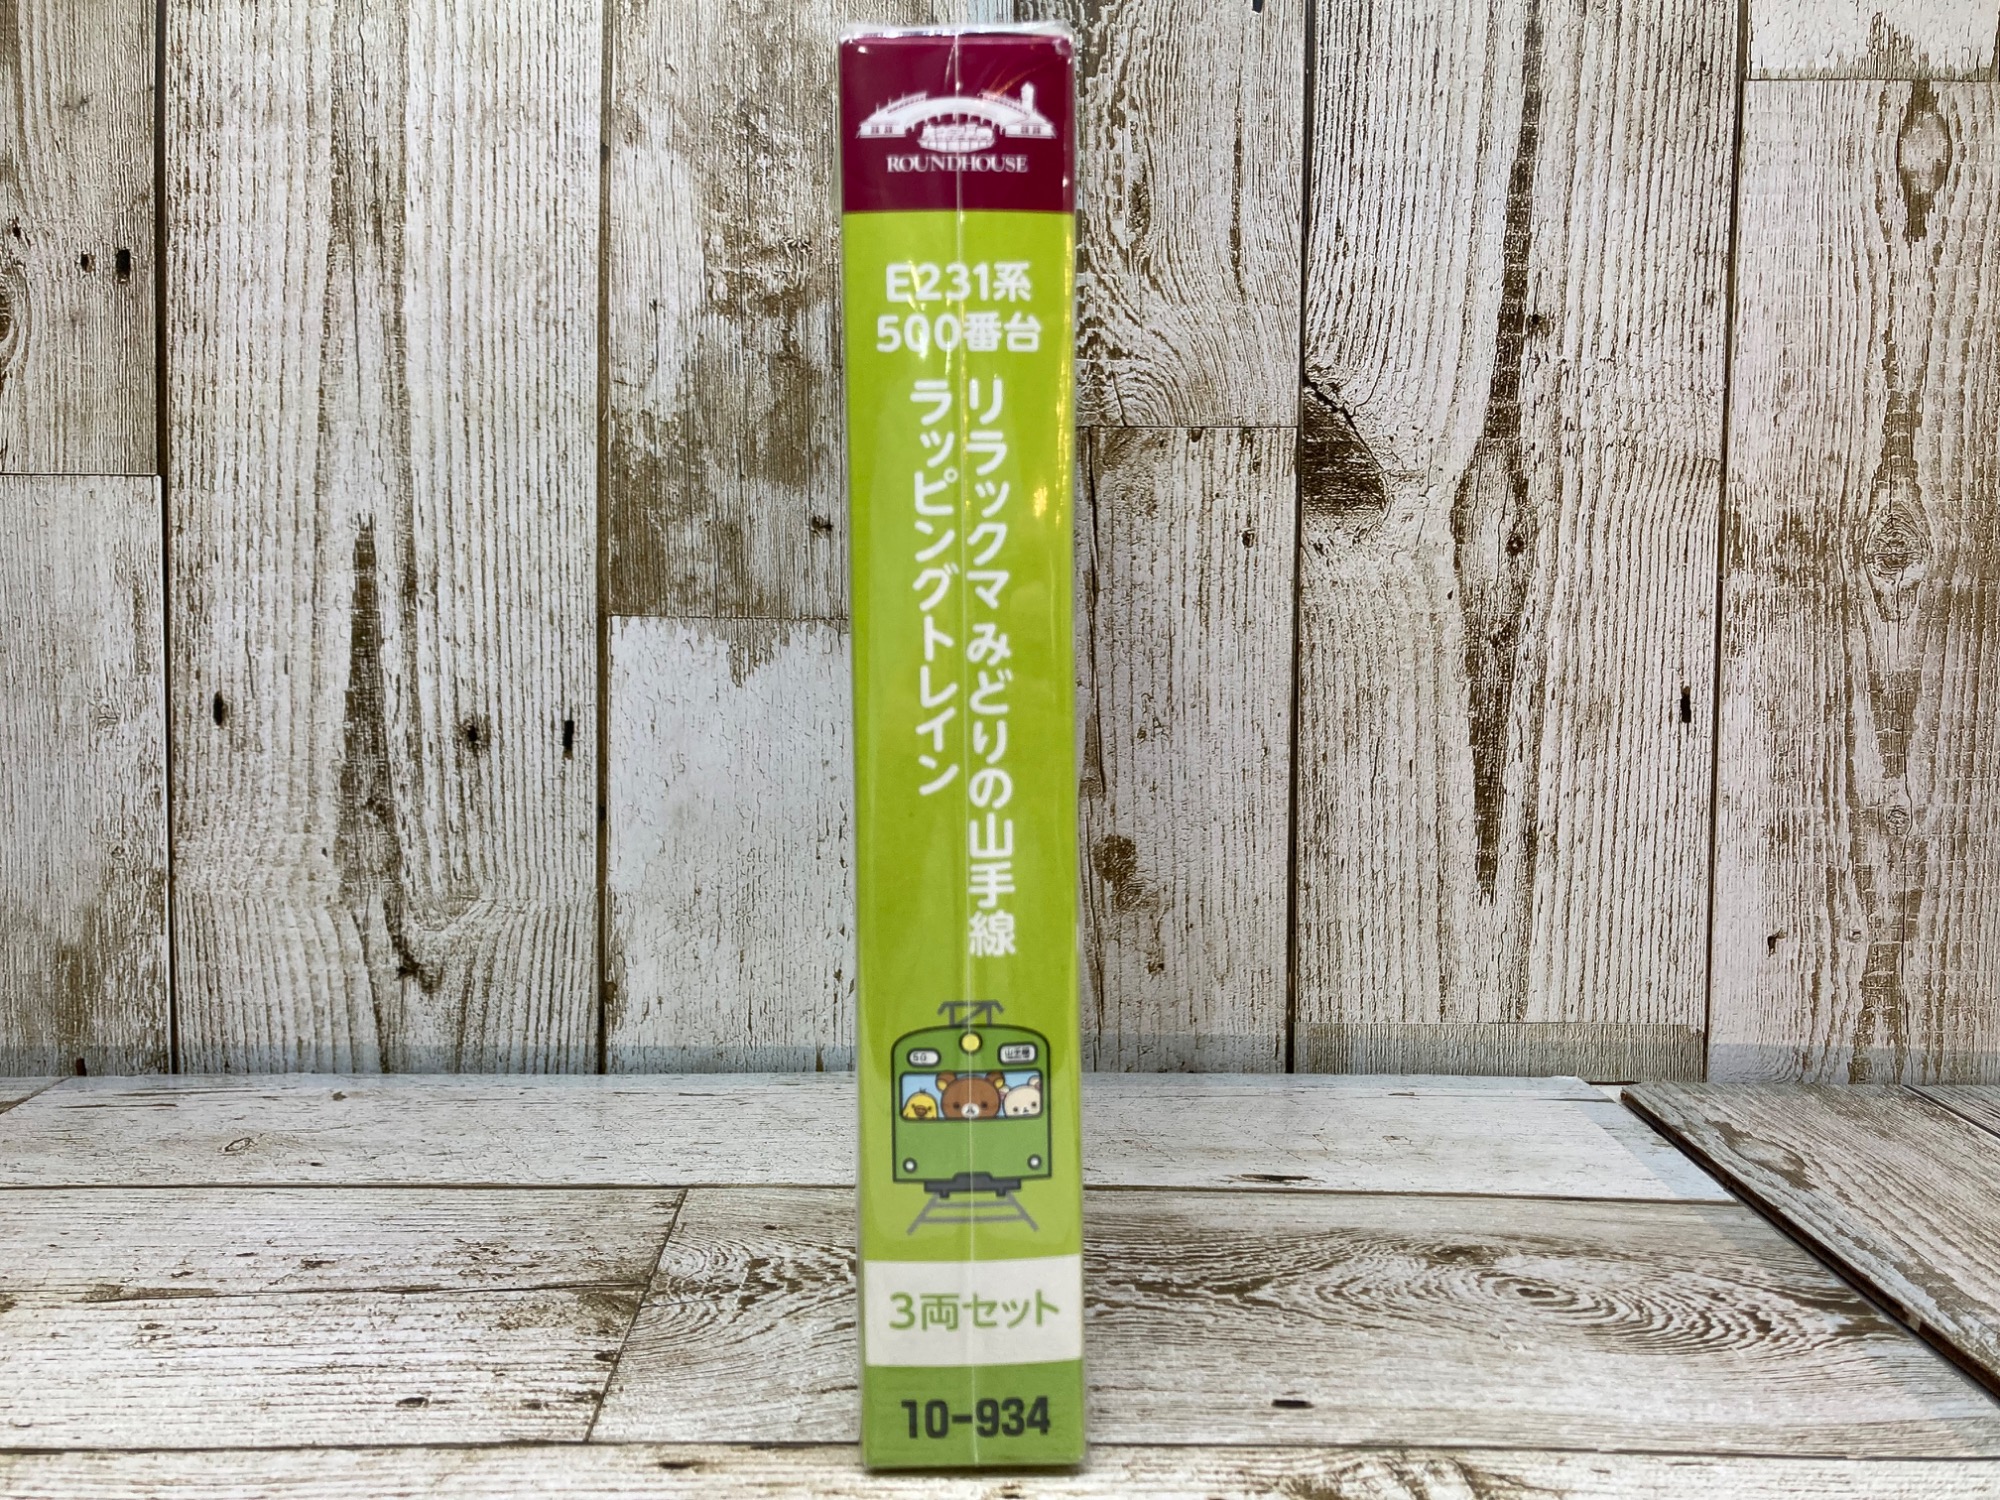 ROUNDHOUSE
E231系
500番台
リラックマ みどりの山手線
ラッピングトレイン
3両セット
10-934